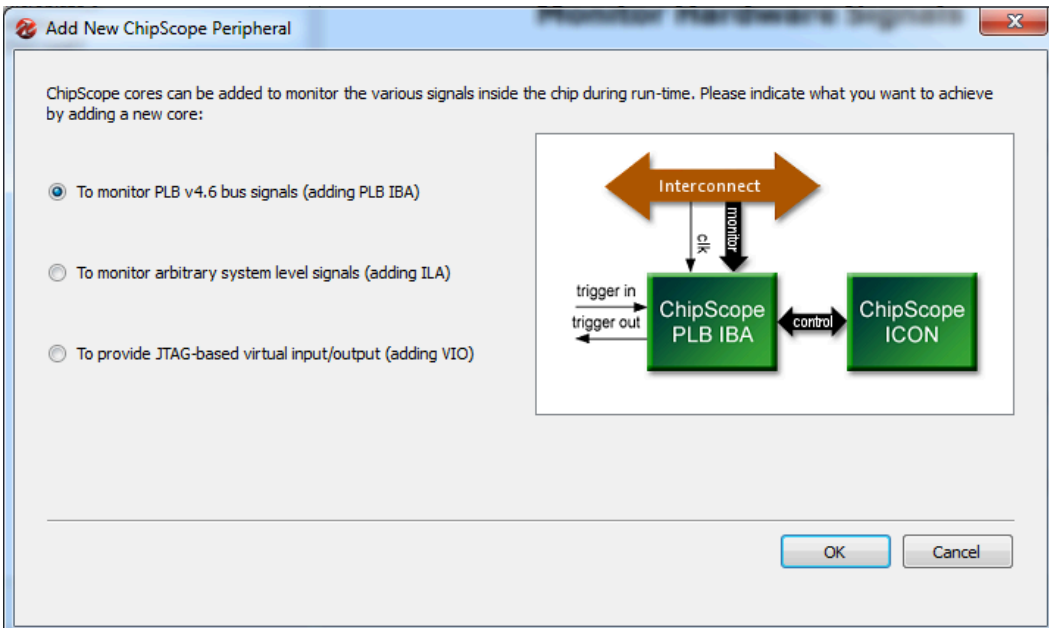 Monitor Hardware Signals
Add New ChipScope Peripheral
ChipScope cores can be added to monitor the various signals inside the chip during run-time. Please indicate what you want to achieve
by adding a new core:
To monitor PLB v4.6 bus signals (adding PLB IBA)
To monitor arbitrary system level signals (adding ILA)
To provide JTAG-based virtual input/output (adding VIO)
Interconnect
clk
monitor
trigger in
trigger out
ChipScope
PLB IBA
control
ChipScope
ICON
OK
Cancel